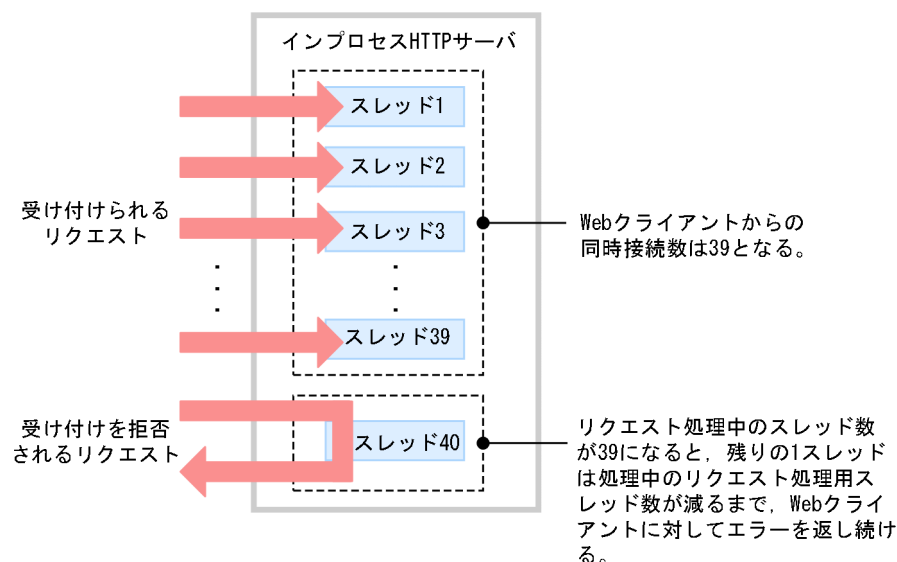 インプロセスHTTPサーバ
スレッド1
スレッド2
受け付けられる
リクエスト
スレッド3
Webクライアントからの
同時接続数は39となる。
スレッド39
受け付けを拒否
されるリクエスト
スレッド40
リクエスト処理中のスレッド数
が39になると，残りの1スレッド
は処理中のリクエスト処理用ス
レッド数が減るまで，Webクライ
アントに対してエラーを返し続け
る。